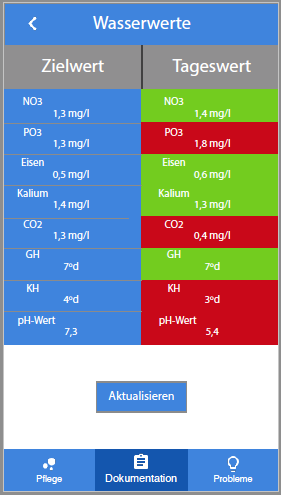 Wasserwerte
Zielwert Tageswert
NO3 NO3
1,3 mg/l 1,4 mg/l
PO3 PO3
1,3 mg/l 1,8 mg/l
Eisen Eisen
0,5 mg/l 0,6 mg/l
Kalium Kalium
1,4 mg/l 1,3 mg/l
CO2 CO2
1,3 mg/l 0,4 mg/l
GH GH
7ºd 7ºd
KH KH
4ºd 3ºd
pH-Wert pH-Wert
7,3 5,4
Aktualisieren
Pflege Dokumentation Probleme